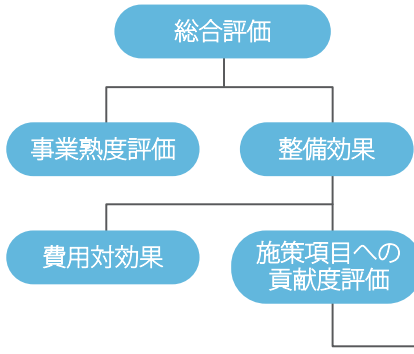 総合評価
事業熟度評価
整備効果
費用対効果
施策項目への
貢献度評価